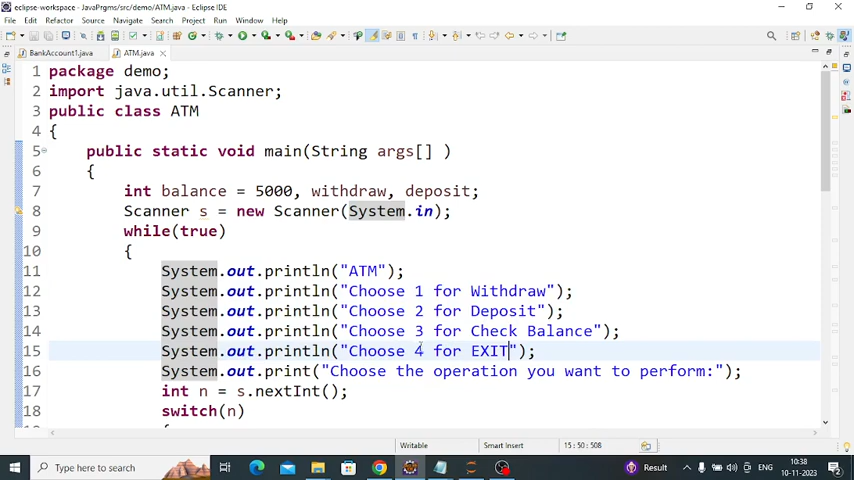 eclipse-workspace - JavaPrgms/src/demo/ATM.java - Eclipse IDE
File Edit Refactor Source Navigate Search Project Run Window Help
BankAccount1.java ATM.java
1 package demo;
2 import java.util.Scanner;
3 public class ATM
4 {
5 public static void main(String args[] )
6 {
7 int balance = 5000, withdraw, deposit;
8 Scanner s = new Scanner(System.in);
9 while(true)
10 {
11 System.out.println("ATM");
12 System.out.println("Choose 1 for Withdraw");
13 System.out.println("Choose 2 for Deposit");
14 System.out.println("Choose 3 for Check Balance");
15 System.out.println("Choose 4 for EXIT");
16 System.out.print("Choose the operation you want to perform:");
17 int n = s.nextInt();
18 switch(n)
Writable Smart Insert 15 : 50 : 508
Type here to search Result ENG 10:38
10-11-2023 2